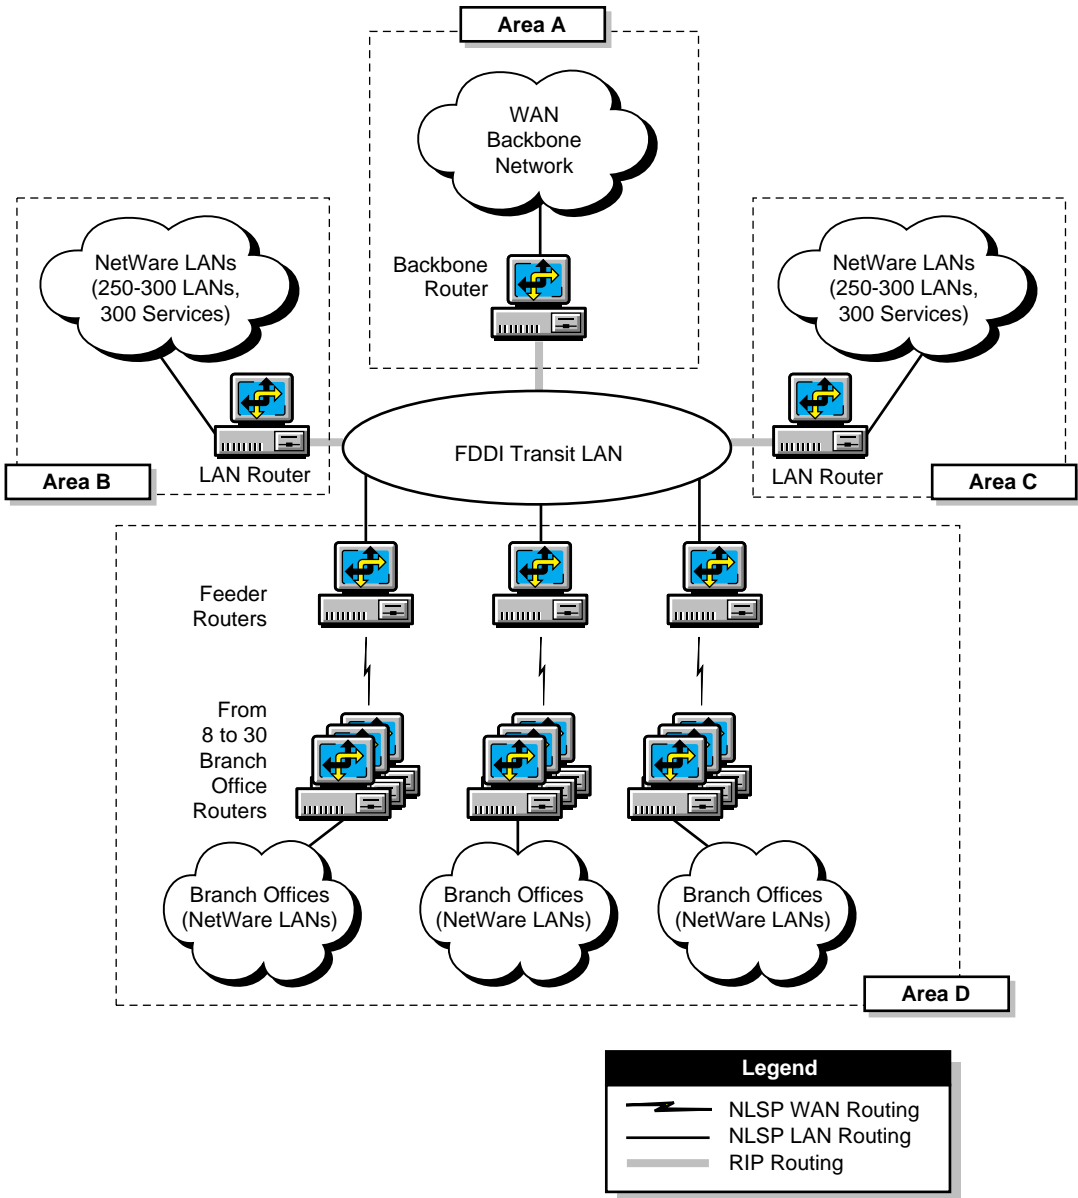 Area A
WAN
Backbone
Network
Backbone
Router
NetWare LANs
(250-300 LANs,
300 Services)
LAN Router
Area B
NetWare LANs
(250-300 LANs,
300 Services)
LAN Router
Area C
FDDI Transit LAN
Feeder
Routers
From
8 to 30
Branch
Office
Routers
Branch Offices
(NetWare LANs)
Branch Offices
(NetWare LANs)
Branch Offices
(NetWare LANs)
Area D
Legend
NLSP WAN Routing
NLSP LAN Routing
RIP Routing